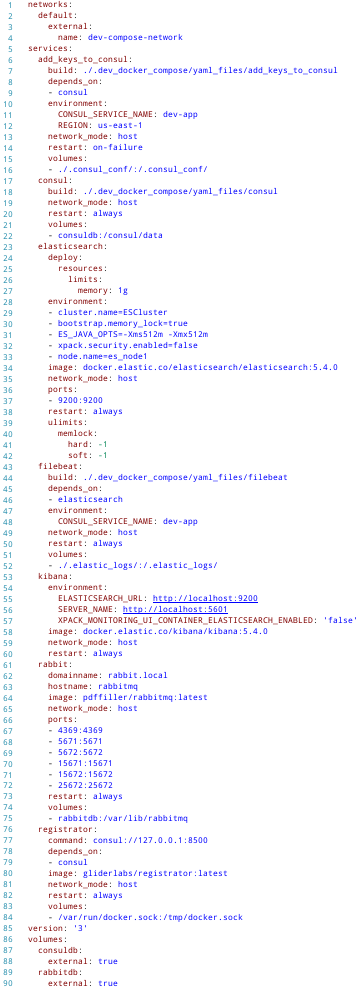 1 networks:
2   default:
3     external:
4       name: dev-compose-network
5 services:
6   add_keys_to_consul:
7     build: ./.dev_docker_compose/yaml_files/add_keys_to_consul
8     depends_on:
9     - consul
10     environment:
11       CONSUL_SERVICE_NAME: dev-app
12       REGION: us-east-1
13     network_mode: host
14     restart: on-failure
15     volumes:
16     - ./.consul_conf/:/.consul_conf/
17   consul:
18     build: ./.dev_docker_compose/yaml_files/consul
19     network_mode: host
20     restart: always
21     volumes:
22     - consuldb:/consul/data
23   elasticsearch:
24     deploy:
25       resources:
26         limits:
27           memory: 1g
28     environment:
29     - cluster.name=ESCluster
30     - bootstrap.memory_lock=true
31     - ES_JAVA_OPTS=-Xms512m -Xmx512m
32     - xpack.security.enabled=false
33     - node.name=es_node1
34     image: docker.elastic.co/elasticsearch/elasticsearch:5.4.0
35     network_mode: host
36     ports:
37     - 9200:9200
38     restart: always
39     ulimits:
40       memlock:
41         hard: -1
42         soft: -1
43   filebeat:
44     build: ./.dev_docker_compose/yaml_files/filebeat
45     depends_on:
46     - elasticsearch
47     environment:
48       CONSUL_SERVICE_NAME: dev-app
49     network_mode: host
50     restart: always
51     volumes:
52     - ./.elastic_logs/:/.elastic_logs/
53   kibana:
54     environment:
55       ELASTICSEARCH_URL: http://localhost:9200
56       SERVER_NAME: http://localhost:5601
57       XPACK_MONITORING_UI_CONTAINER_ELASTICSEARCH_ENABLED: 'false'
58     image: docker.elastic.co/kibana/kibana:5.4.0
59     network_mode: host
60     restart: always
61   rabbit:
62     domainname: rabbit.local
63     hostname: rabbitmq
64     image: pdffiller/rabbitmq:latest
65     network_mode: host
66     ports:
67     - 4369:4369
68     - 5671:5671
69     - 5672:5672
70     - 15671:15671
71     - 15672:15672
72     - 25672:25672
73     restart: always
74     volumes:
75     - rabbitdb:/var/lib/rabbitmq
76   registrator:
77     command: consul://127.0.0.1:8500
78     depends_on:
79     - consul
80     image: gliderlabs/registrator:latest
81     network_mode: host
82     restart: always
83     volumes:
84     - /var/run/docker.sock:/tmp/docker.sock
85 version: '3'
86 volumes:
87   consuldb:
88     external: true
89   rabbitdb:
90     external: true